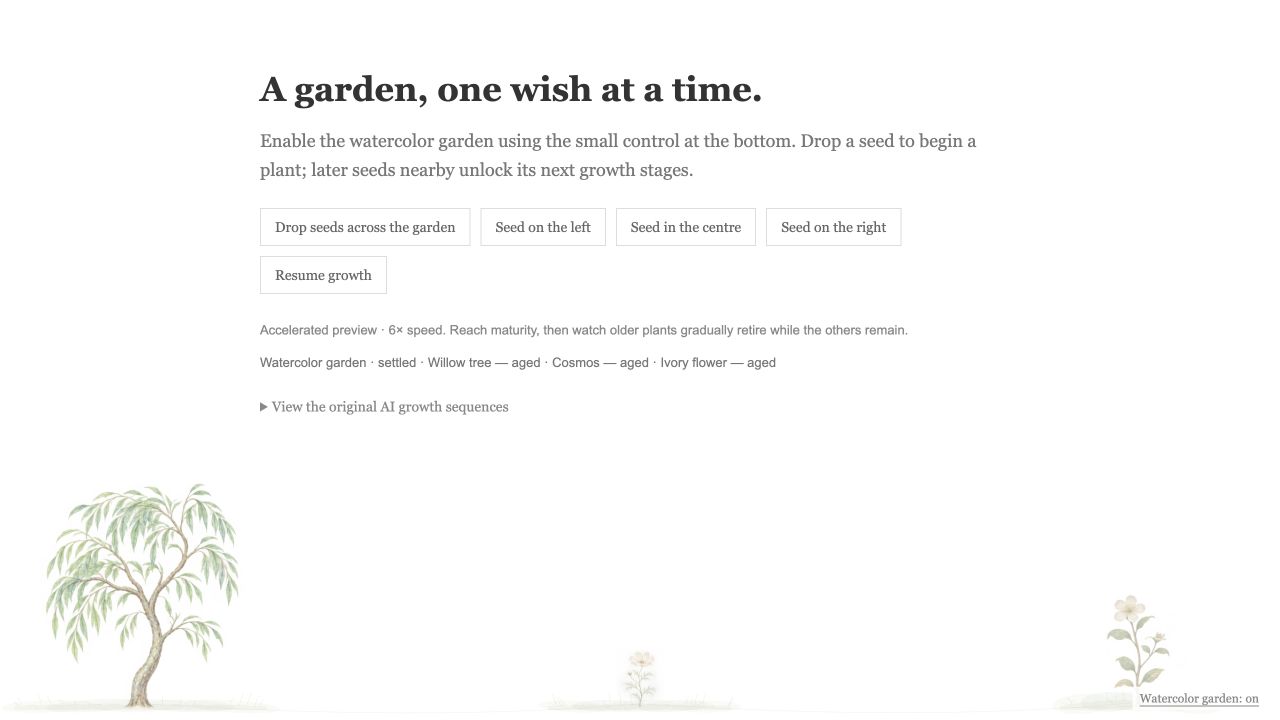 A garden, one wish at a time.
Enable the watercolor garden using the small control at the bottom. Drop a seed to begin a
plant; later seeds nearby unlock its next growth stages.
Drop seeds across the garden
Seed on the left
Seed in the centre
Seed on the right
Resume growth
Accelerated preview · 6× speed. Reach maturity, then watch older plants gradually retire while the others remain.
Watercolor garden · settled · Willow tree — aged · Cosmos — aged · Ivory flower — aged
▶ View the original AI growth sequences
Watercolor garden: on